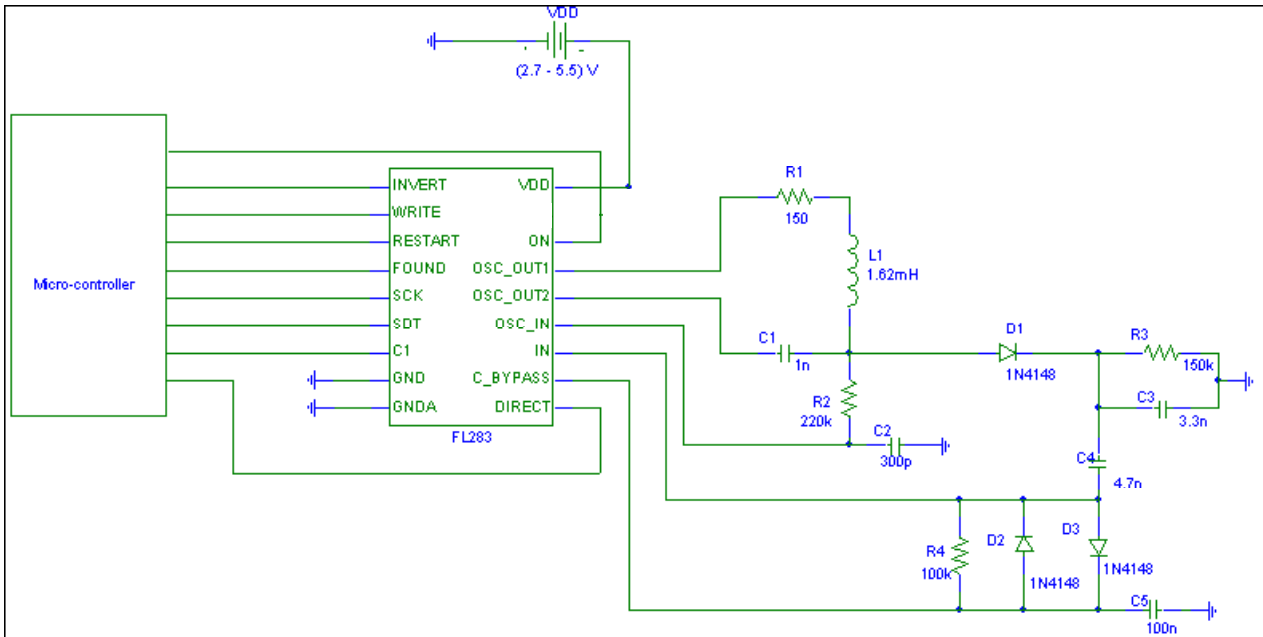 VDD
(2.7 - 5.5) V
Micro-controller
INVERT VDD
WRITE
RESTART ON
FOUND OSC_OUT1
SCK OSC_OUT2
SDT OSC_IN
C1 IN
GND C_BYPASS
GNDA DIRECT
FL283
R1
150
L1
1.62mH
C1
1n
R2
220k
C2
300p
D1
1N4148
R3
150k
C3
3.3n
C4
4.7n
R4
100k
D2
1N4148
D3
1N4148
C5
100n